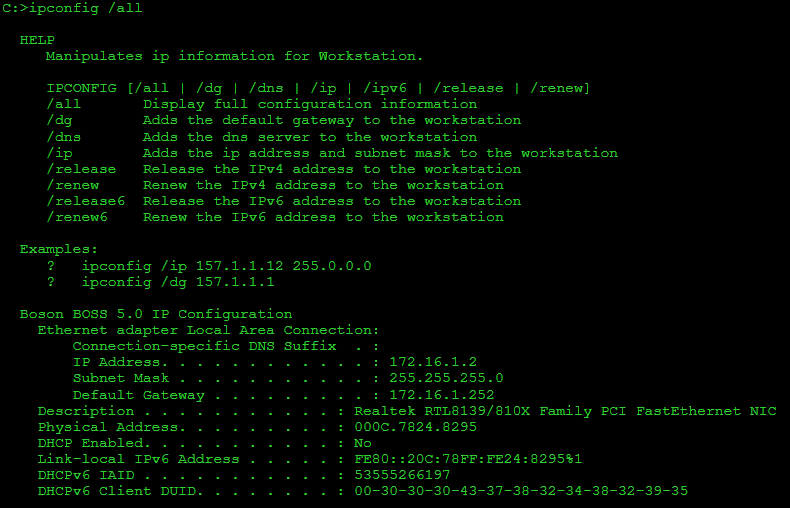 C:>ipconfig /all
HELP
Manipulates ip information for Workstation.
IPCONFIG [/all | /dg | /dns | /ip | /ipv6 | /release | /renew]
/all Display full configuration information
/dg Adds the default gateway to the workstation
/dns Adds the dns server to the workstation
/ip Adds the ip address and subnet mask to the workstation
/release Release the IPv4 address to the workstation
/renew Renew the IPv4 address to the workstation
/release6 Release the IPv6 address to the workstation
/renew6 Renew the IPv6 address to the workstation
Examples:
? ipconfig /ip 157.1.1.12 255.0.0.0
? ipconfig /dg 157.1.1.1
Boson BOSS 5.0 IP Configuration
Ethernet adapter Local Area Connection:
Connection-specific DNS Suffix . :
IP Address. . . . . . . . . . . . : 172.16.1.2
Subnet Mask . . . . . . . . . . . : 255.255.255.0
Default Gateway . . . . . . . . . : 172.16.1.252
Description . . . . . . . . . . . : Realtek RTL8139/810X Family PCI FastEthernet NIC
Physical Address. . . . . . . . . : 000C.7824.8295
DHCP Enabled. . . . . . . . . . . : No
Link-local IPv6 Address . . . . . : FE80::20C:78FF:FE24:8295%1
DHCPv6 IAID . . . . . . . . . . . : 53555266197
DHCPv6 Client DUID. . . . . . . . : 00-30-30-30-43-37-38-32-34-38-32-39-35